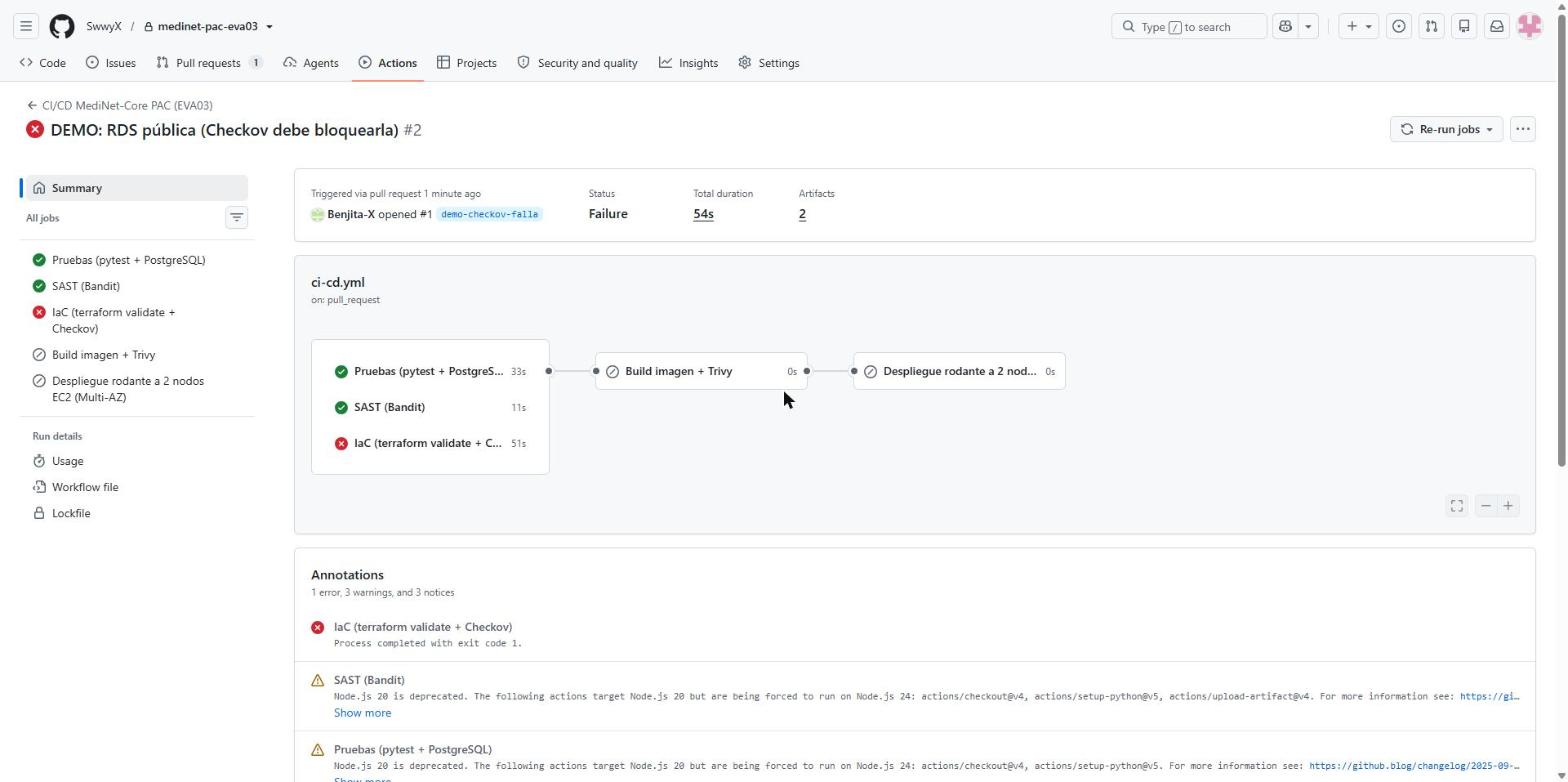 SwwyX / medinet-pac-eva03
Type / to search
Code
Issues
Pull requests 1
Agents
Actions
Projects
Security and quality
Insights
Settings
CI/CD MediNet-Core PAC (EVA03)
DEMO: RDS pública (Checkov debe bloquearla) #2
Re-run jobs
Summary
All jobs
Pruebas (pytest + PostgreSQL)
SAST (Bandit)
IaC (terraform validate +
Checkov)
Build imagen + Trivy
Despliegue rodante a 2 nodos
EC2 (Multi-AZ)
Run details
Usage
Workflow file
Lockfile
Triggered via pull request 1 minute ago
Benjita-X opened #1 demo-checkov-falla
Status
Failure
Total duration
54s
Artifacts
2
ci-cd.yml
on: pull_request
Pruebas (pytest + PostgreS... 33s
SAST (Bandit) 11s
IaC (terraform validate + C... 51s
Build imagen + Trivy 0s
Despliegue rodante a 2 nod... 0s
Annotations
1 error, 3 warnings, and 3 notices
IaC (terraform validate + Checkov)
Process completed with exit code 1.
SAST (Bandit)
Node.js 20 is deprecated. The following actions target Node.js 20 but are being forced to run on Node.js 24: actions/checkout@v4, actions/setup-python@v5, actions/upload-artifact@v4. For more information see: https://gi…
Show more
Pruebas (pytest + PostgreSQL)
Node.js 20 is deprecated. The following actions target Node.js 20 but are being forced to run on Node.js 24: actions/checkout@v4, actions/setup-python@v5. For more information see: https://github.blog/changelog/2025-09-…
Show more